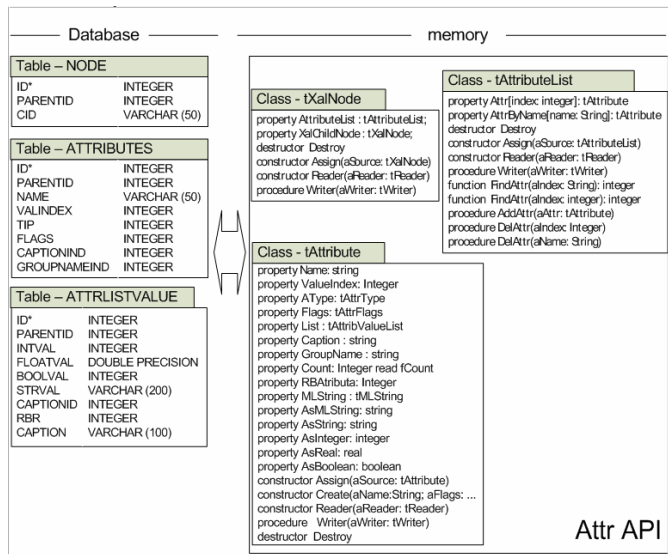 Database
memory
Table – NODE
ID* INTEGER
PARENTID INTEGER
CID VARCHAR (50)
Table – ATTRIBUTES
ID* INTEGER
PARENTID INTEGER
NAME VARCHAR (50)
VALINDEX INTEGER
TIP INTEGER
FLAGS INTEGER
CAPTIONIND INTEGER
GROUPNAMEIND INTEGER
Table – ATTRLISTVALUE
ID* INTEGER
PARENTID INTEGER
INTVAL INTEGER
FLOATVAL DOUBLE PRECISION
BOOLVAL INTEGER
STRVAL VARCHAR (200)
CAPTIONID INTEGER
RBR INTEGER
CAPTION VARCHAR (100)
Class - tXalNode
property AttributeList : tAttributeList;
property XalChildNode : tXalNode;
destructor Destroy
constructor Assign(aSource: tXalNode)
constructor Reader(aReader: tReader)
procedure Writer(aWriter: tWriter)
Class - tAttributeList
property Attr[index: integer]: tAttribute
property AttrByName[name: String]: tAttribute
destructor Destroy
constructor Assign(aSource: tAttributeList)
constructor Reader(aReader: tReader)
procedure Writer(aWriter: tWriter)
function FindAttr(aIndex: String): integer
function FindAttr(aIndex: integer): integer
procedure AddAttr(aAttr: tAttribute)
procedure DelAttr(aIndex: Integer)
procedure DelAttr(aName: String)
Class - tAttribute
property Name: string
property ValueIndex: Integer
property AType: tAttrType
property Flags: tAttrFlags
property List : tAttribValueList
property Caption : string
property GroupName : string
property Count: Integer read fCount
property RBAtributa: Integer
property MLString : tMLString
property AsMLString: string
property AsString: string
property AsInteger: integer
property AsReal: real
property AsBoolean: boolean
constructor Assign(aSource: tAttribute)
constructor Create(aName:String; aFlags: ...
constructor Reader(aReader: tReader)
procedure Writer(aWriter: tWriter)
destructor Destroy
Attr API